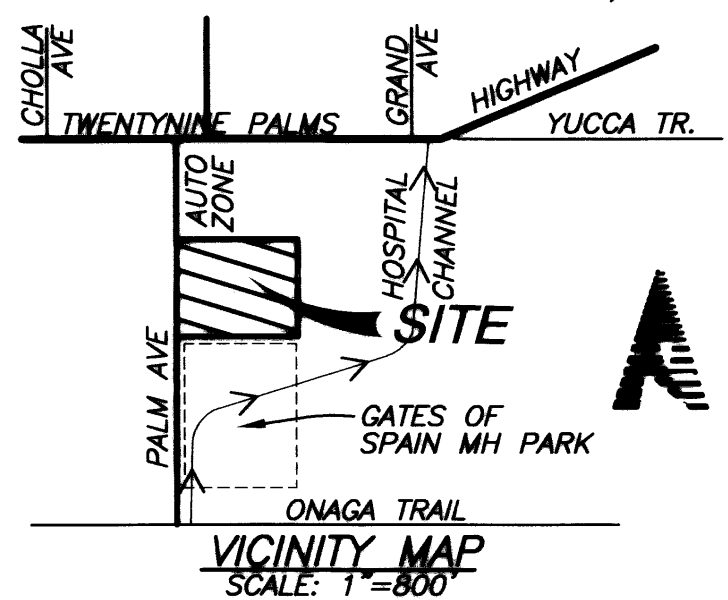 CHOLLA
AVE
GRAND
AVE
HIGHWAY
TWENTYNINE PALMS
YUCCA TR.
AUTO
ZONE
HOSPITAL
CHANNEL
SITE
PALM AVE
GATES OF
SPAIN MH PARK
ONAGA TRAIL
VICINITY MAP
SCALE: 1"=800'